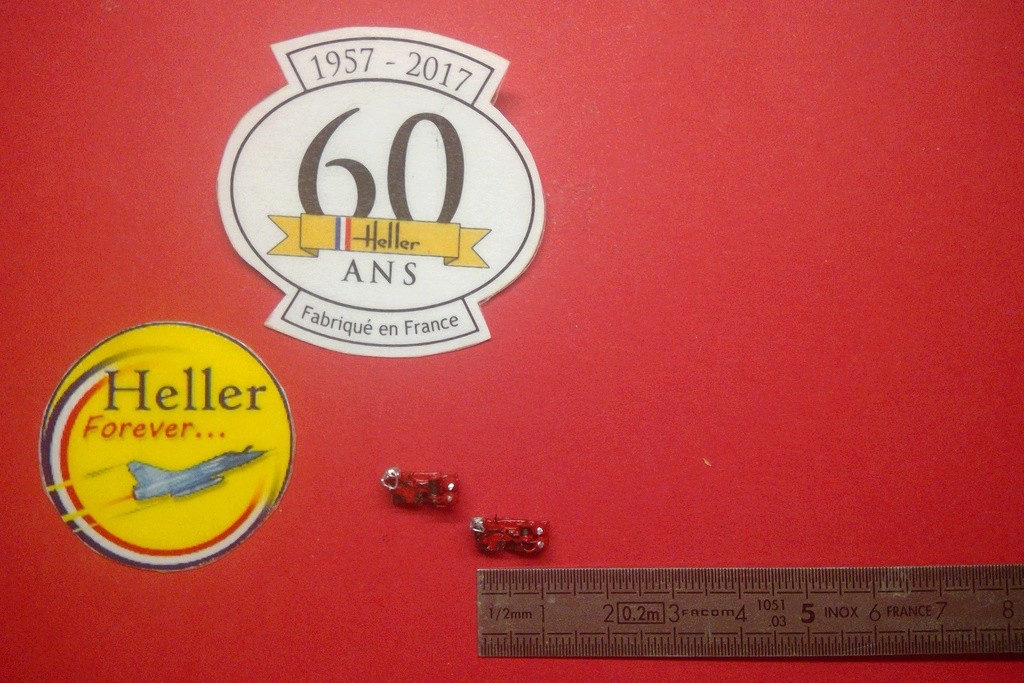 1957 - 2017
60
Heller
ANS
Fabriqué en France
Heller
Forever...
1/2mm 1 2 0.2m 3 FACOM 4 1051 .03 5 INOX 6 FRANCE 7 8